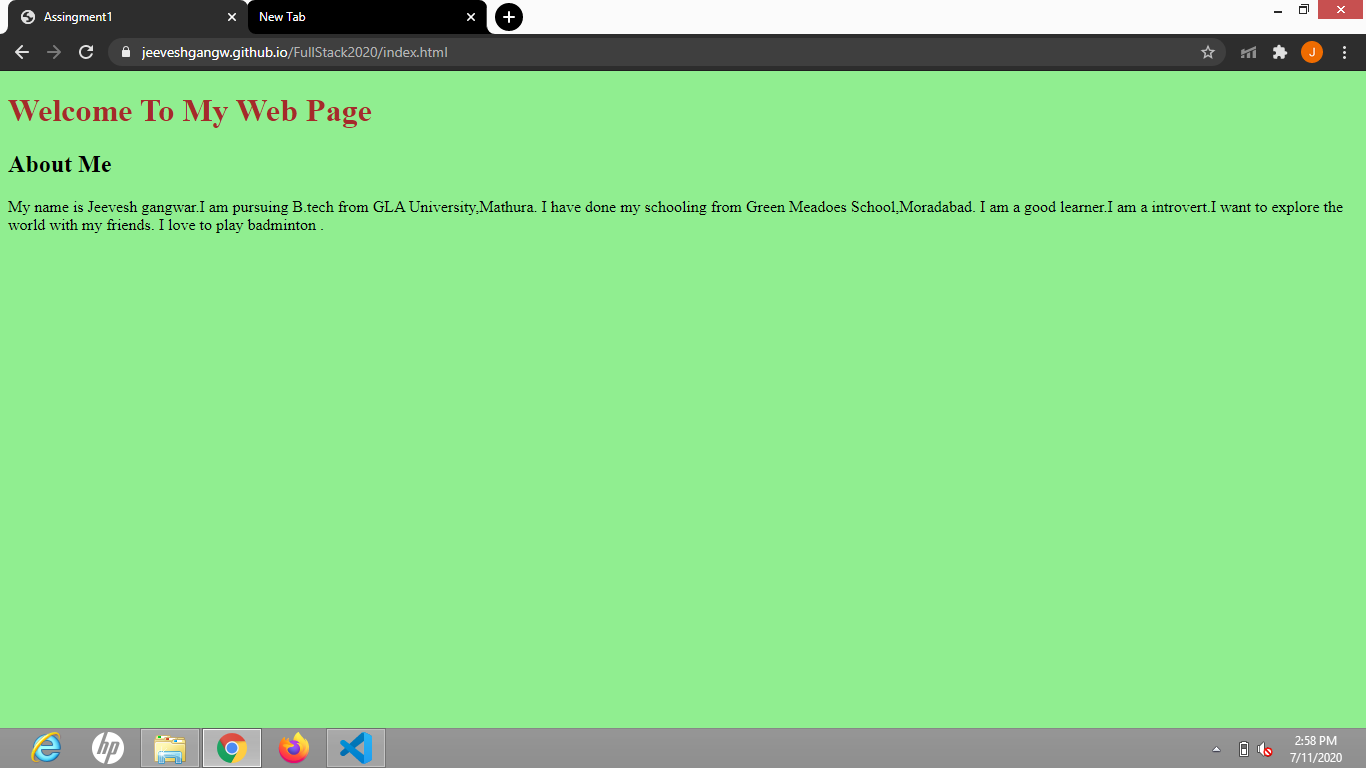 Assingment1
New Tab
jeeveshgangw.github.io/FullStack2020/index.html
J
Welcome To My Web Page
About Me
My name is Jeevesh gangwar.I am pursuing B.tech from GLA University,Mathura. I have done my schooling from Green Meadoes School,Moradabad. I am a good learner.I am a introvert.I want to explore the
world with my friends. I love to play badminton .
hp
2:58 PM
7/11/2020